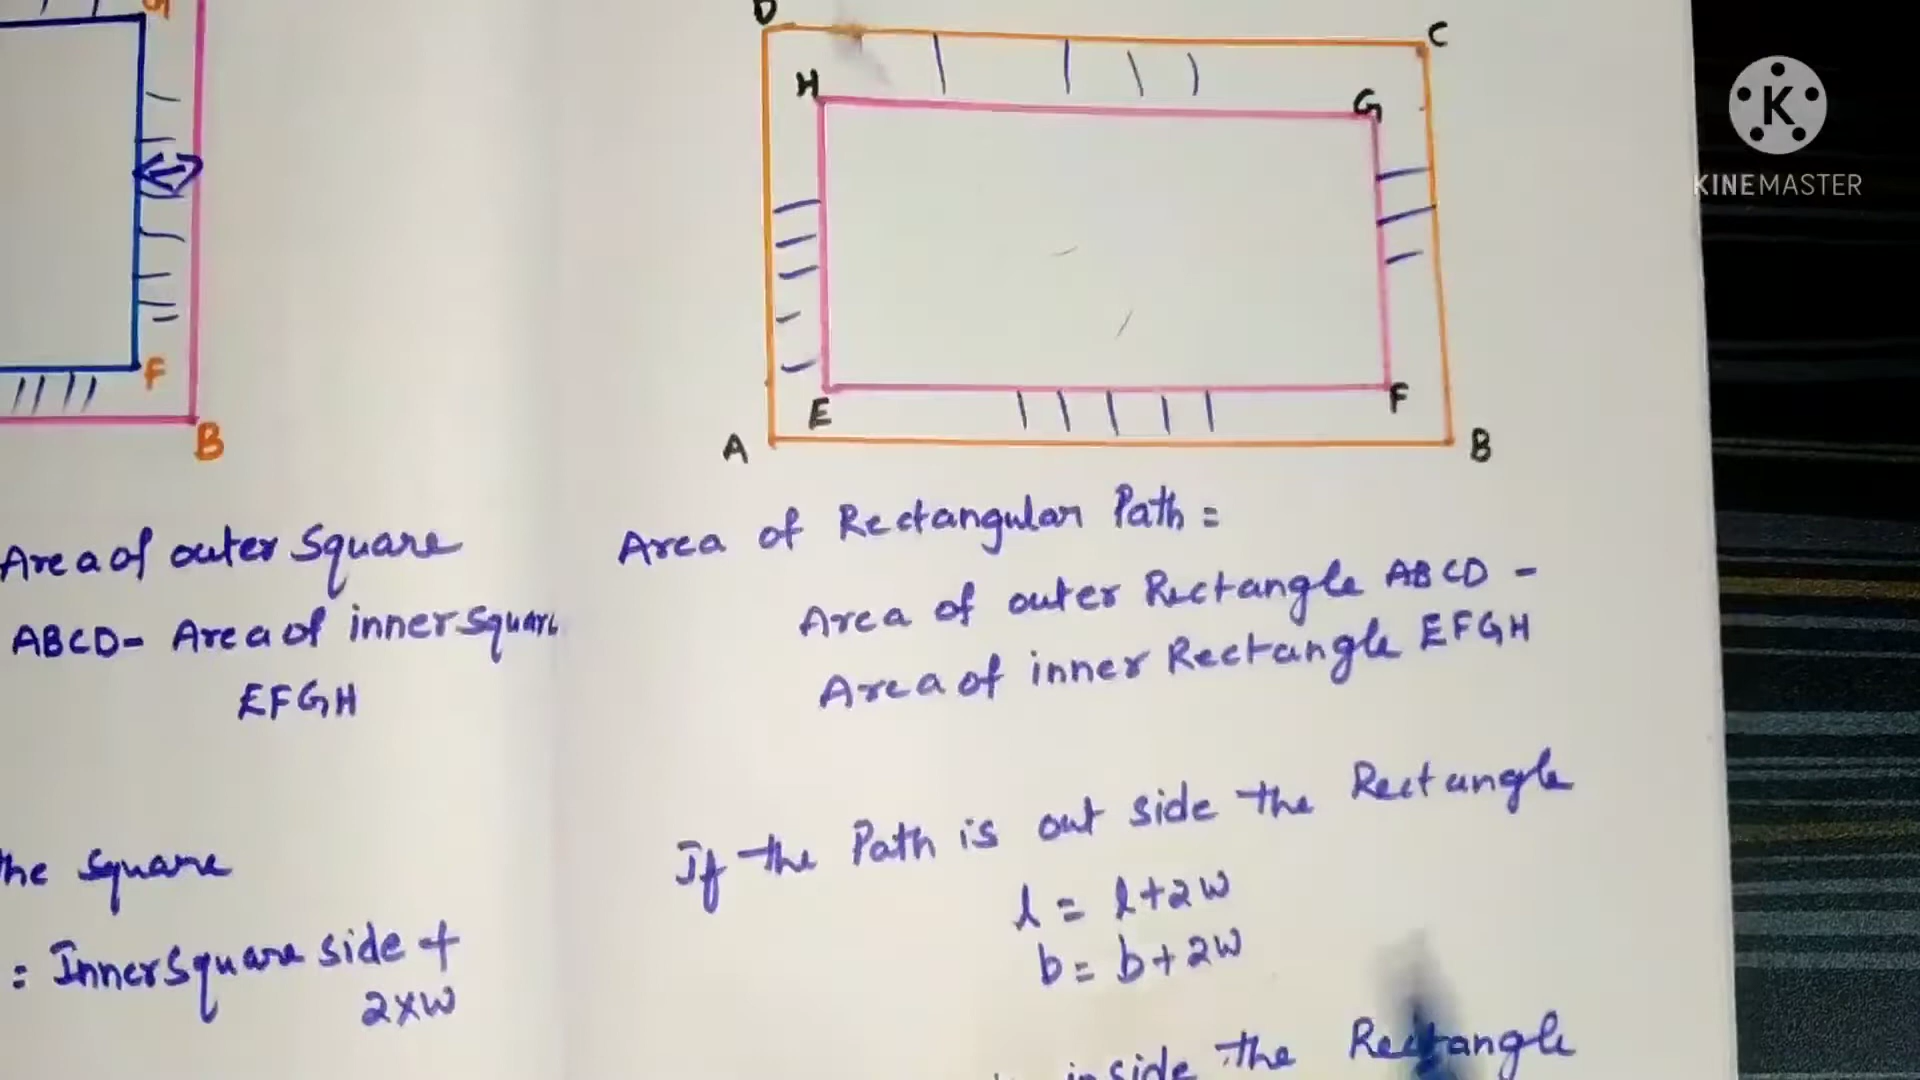 G
F
B
Area of outer Square
ABCD- Area of inner square
EFGH
the square
= Inner Square side +
2xw
D
C
H
G
E
F
A
B
Area of Rectangular Path =
Area of outer Rectangle ABCD -
Area of inner Rectangle EFGH
If the Path is out side the Rectangle
l = l+2w
b = b+2w
inside the Rectangle
K
KINEMASTER